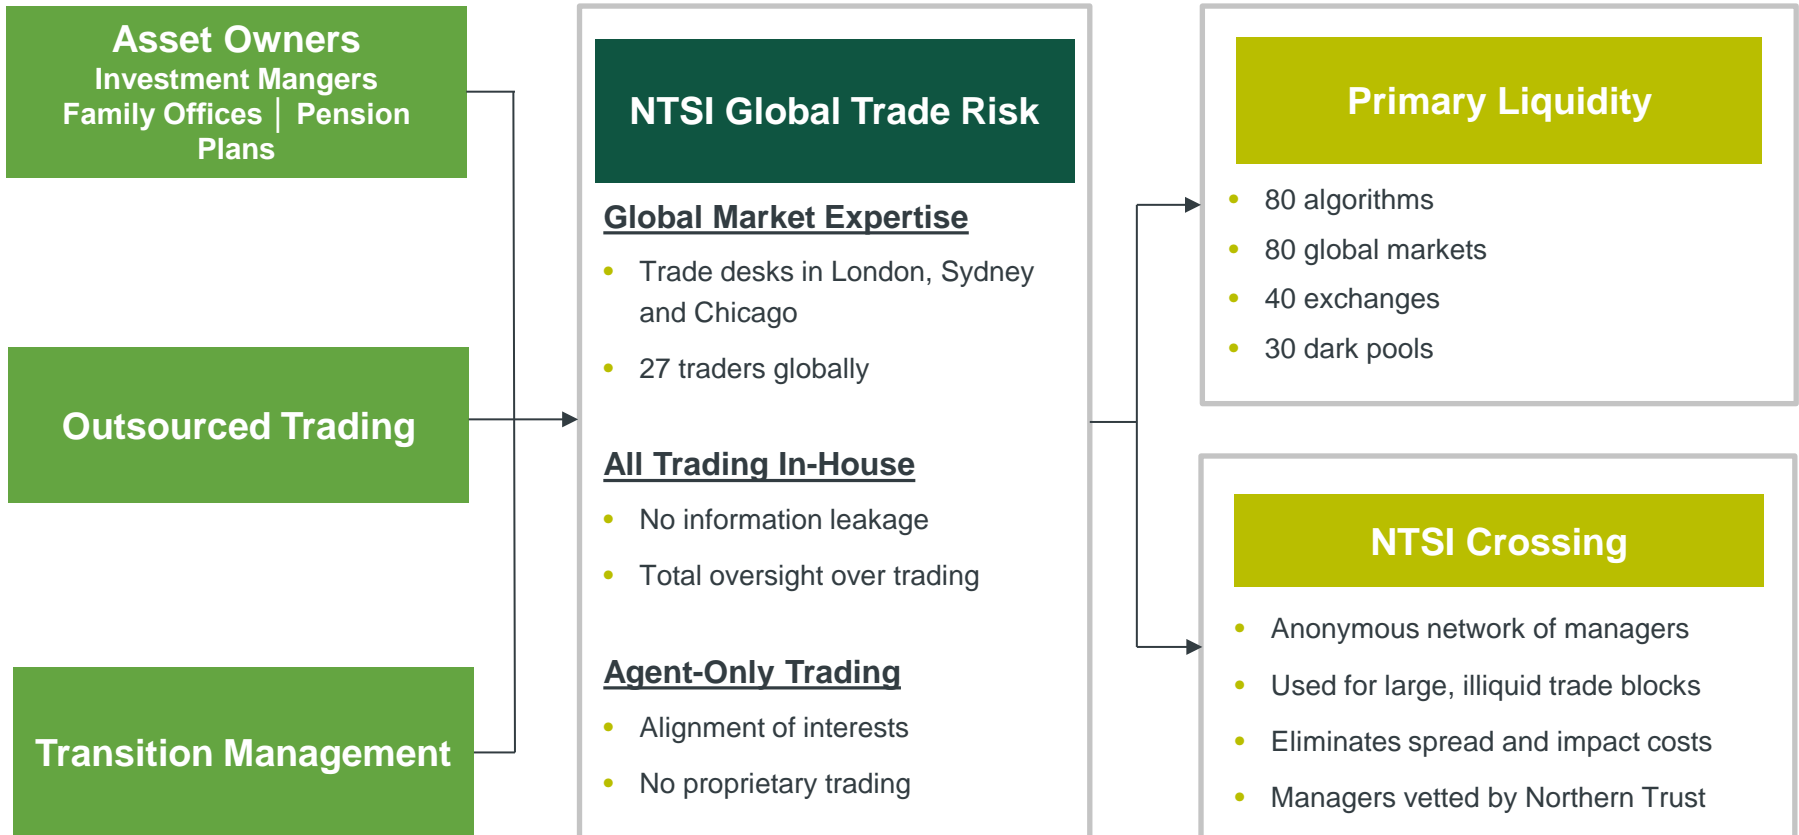 Asset Owners
Investment Mangers
Family Offices │ Pension
Plans
Outsourced Trading
Transition Management
NTSI Global Trade Risk
Global Market Expertise
• Trade desks in London, Sydney
and Chicago
• 27 traders globally
All Trading In-House
• No information leakage
• Total oversight over trading
Agent-Only Trading
• Alignment of interests
• No proprietary trading
Primary Liquidity
• 80 algorithms
• 80 global markets
• 40 exchanges
• 30 dark pools
NTSI Crossing
• Anonymous network of managers
• Used for large, illiquid trade blocks
• Eliminates spread and impact costs
• Managers vetted by Northern Trust